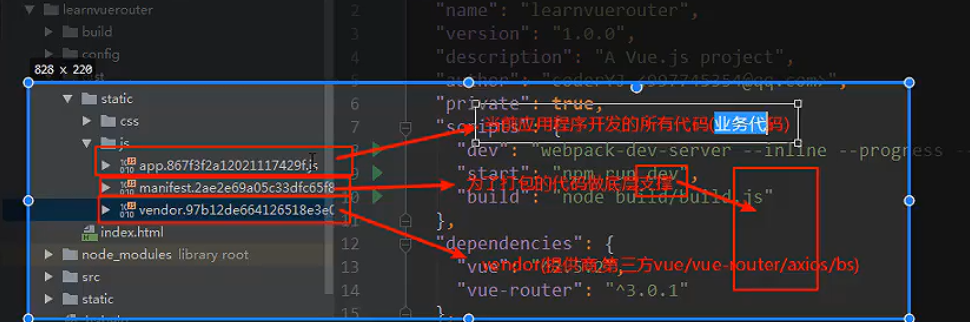 learnvuerouter
build
config
static
css
js
app.867f3f2a12021117429f.js
manifest.2ae2e69a05c33dfc65f8
vendor.97b12de664126518e3e0
index.html
node_modules library root
src
static
828 x 220
2 "name": "learnvuerouter",
3 "version": "1.0.0",
4 "description": "A Vue.js project",
5 "author": "coderYJ <997745354@qq.com>",
6 "private": true,
7 "scripts": {
8 "dev": "webpack-dev-server --inline --progress --
9 "start": "npm run dev",
10 "build": "node build/build.js"
11 },
12 "dependencies": {
13 "vue":
14 "vue-router": "^3.0.1"
15 },
当前应用程序开发的所有代码(业务代码)
为了打包的代码做底层支撑
vendor(提供商,第三方vue/vue-router/axios/bs)